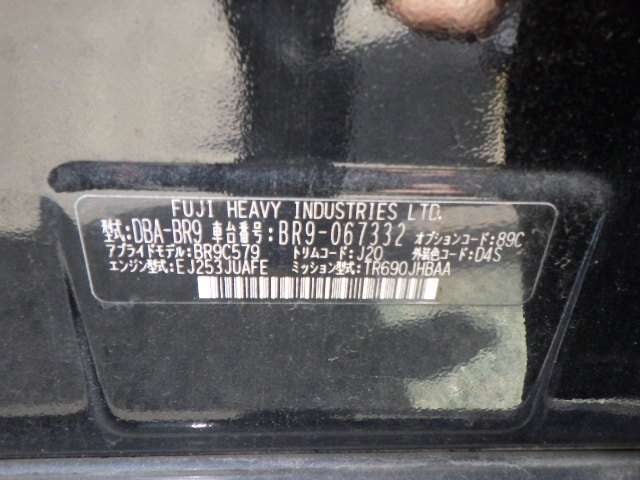 FUJI HEAVY INDUSTRIES LTD.
型式:DBA-BR9 車台番号:BR9-067332 オプションコード:89C
アプライドモデル:BR9C579 トリムコード:J20 外装色コード:D4S
エンジン型式:EJ253JUAFE ミッション型式:TR690JHBAA